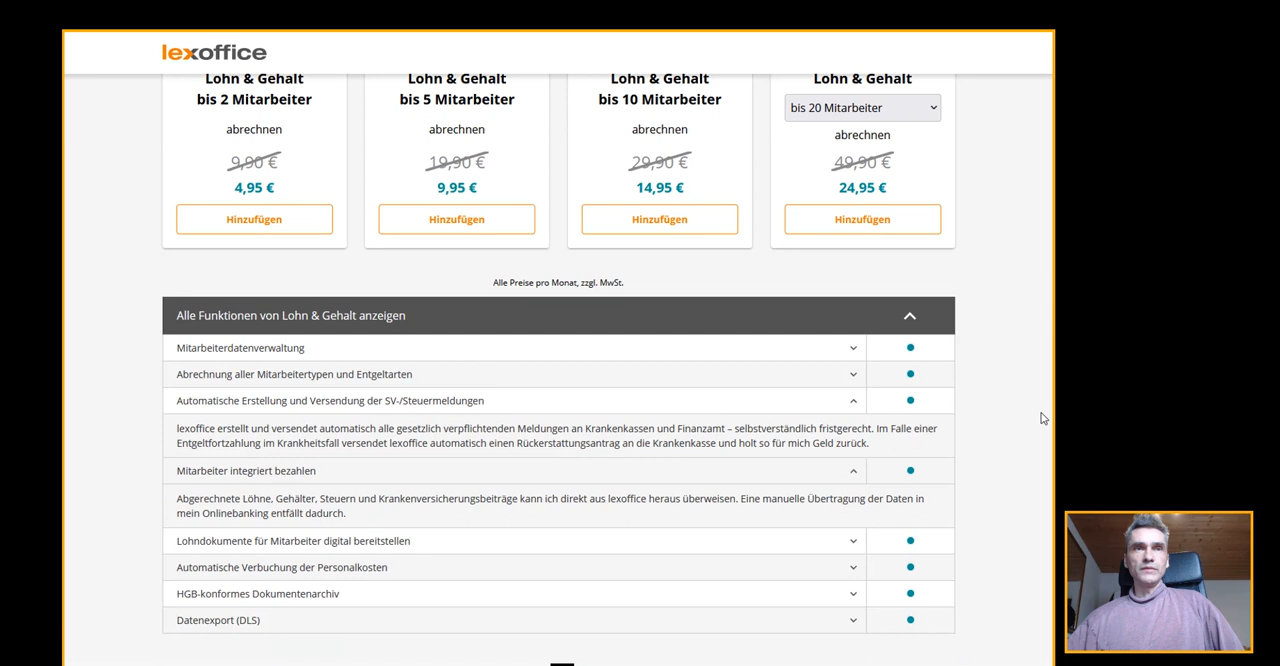 lexoffice
Lohn & Gehalt
bis 2 Mitarbeiter
abrechnen
9,90 €
4,95 €
Hinzufügen
Lohn & Gehalt
bis 5 Mitarbeiter
abrechnen
19,90 €
9,95 €
Hinzufügen
Lohn & Gehalt
bis 10 Mitarbeiter
abrechnen
29,90 €
14,95 €
Hinzufügen
Lohn & Gehalt
bis 20 Mitarbeiter
abrechnen
49,90 €
24,95 €
Hinzufügen
Alle Preise pro Monat, zzgl. MwSt.
Alle Funktionen von Lohn & Gehalt anzeigen
Mitarbeiterdatenverwaltung
Abrechnung aller Mitarbeitertypen und Entgeltarten
Automatische Erstellung und Versendung der SV-/Steuermeldungen
lexoffice erstellt und versendet automatisch alle gesetzlich verpflichtenden Meldungen an Krankenkassen und Finanzamt – selbstverständlich fristgerecht. Im Falle einer
Entgeltfortzahlung im Krankheitsfall versendet lexoffice automatisch einen Rückerstattungsantrag an die Krankenkasse und holt so für mich Geld zurück.
Mitarbeiter integriert bezahlen
Abgerechnete Löhne, Gehälter, Steuern und Krankenversicherungsbeiträge kann ich direkt aus lexoffice heraus überweisen. Eine manuelle Übertragung der Daten in
mein Onlinebanking entfällt dadurch.
Lohndokumente für Mitarbeiter digital bereitstellen
Automatische Verbuchung der Personalkosten
HGB-konformes Dokumentenarchiv
Datenexport (DLS)